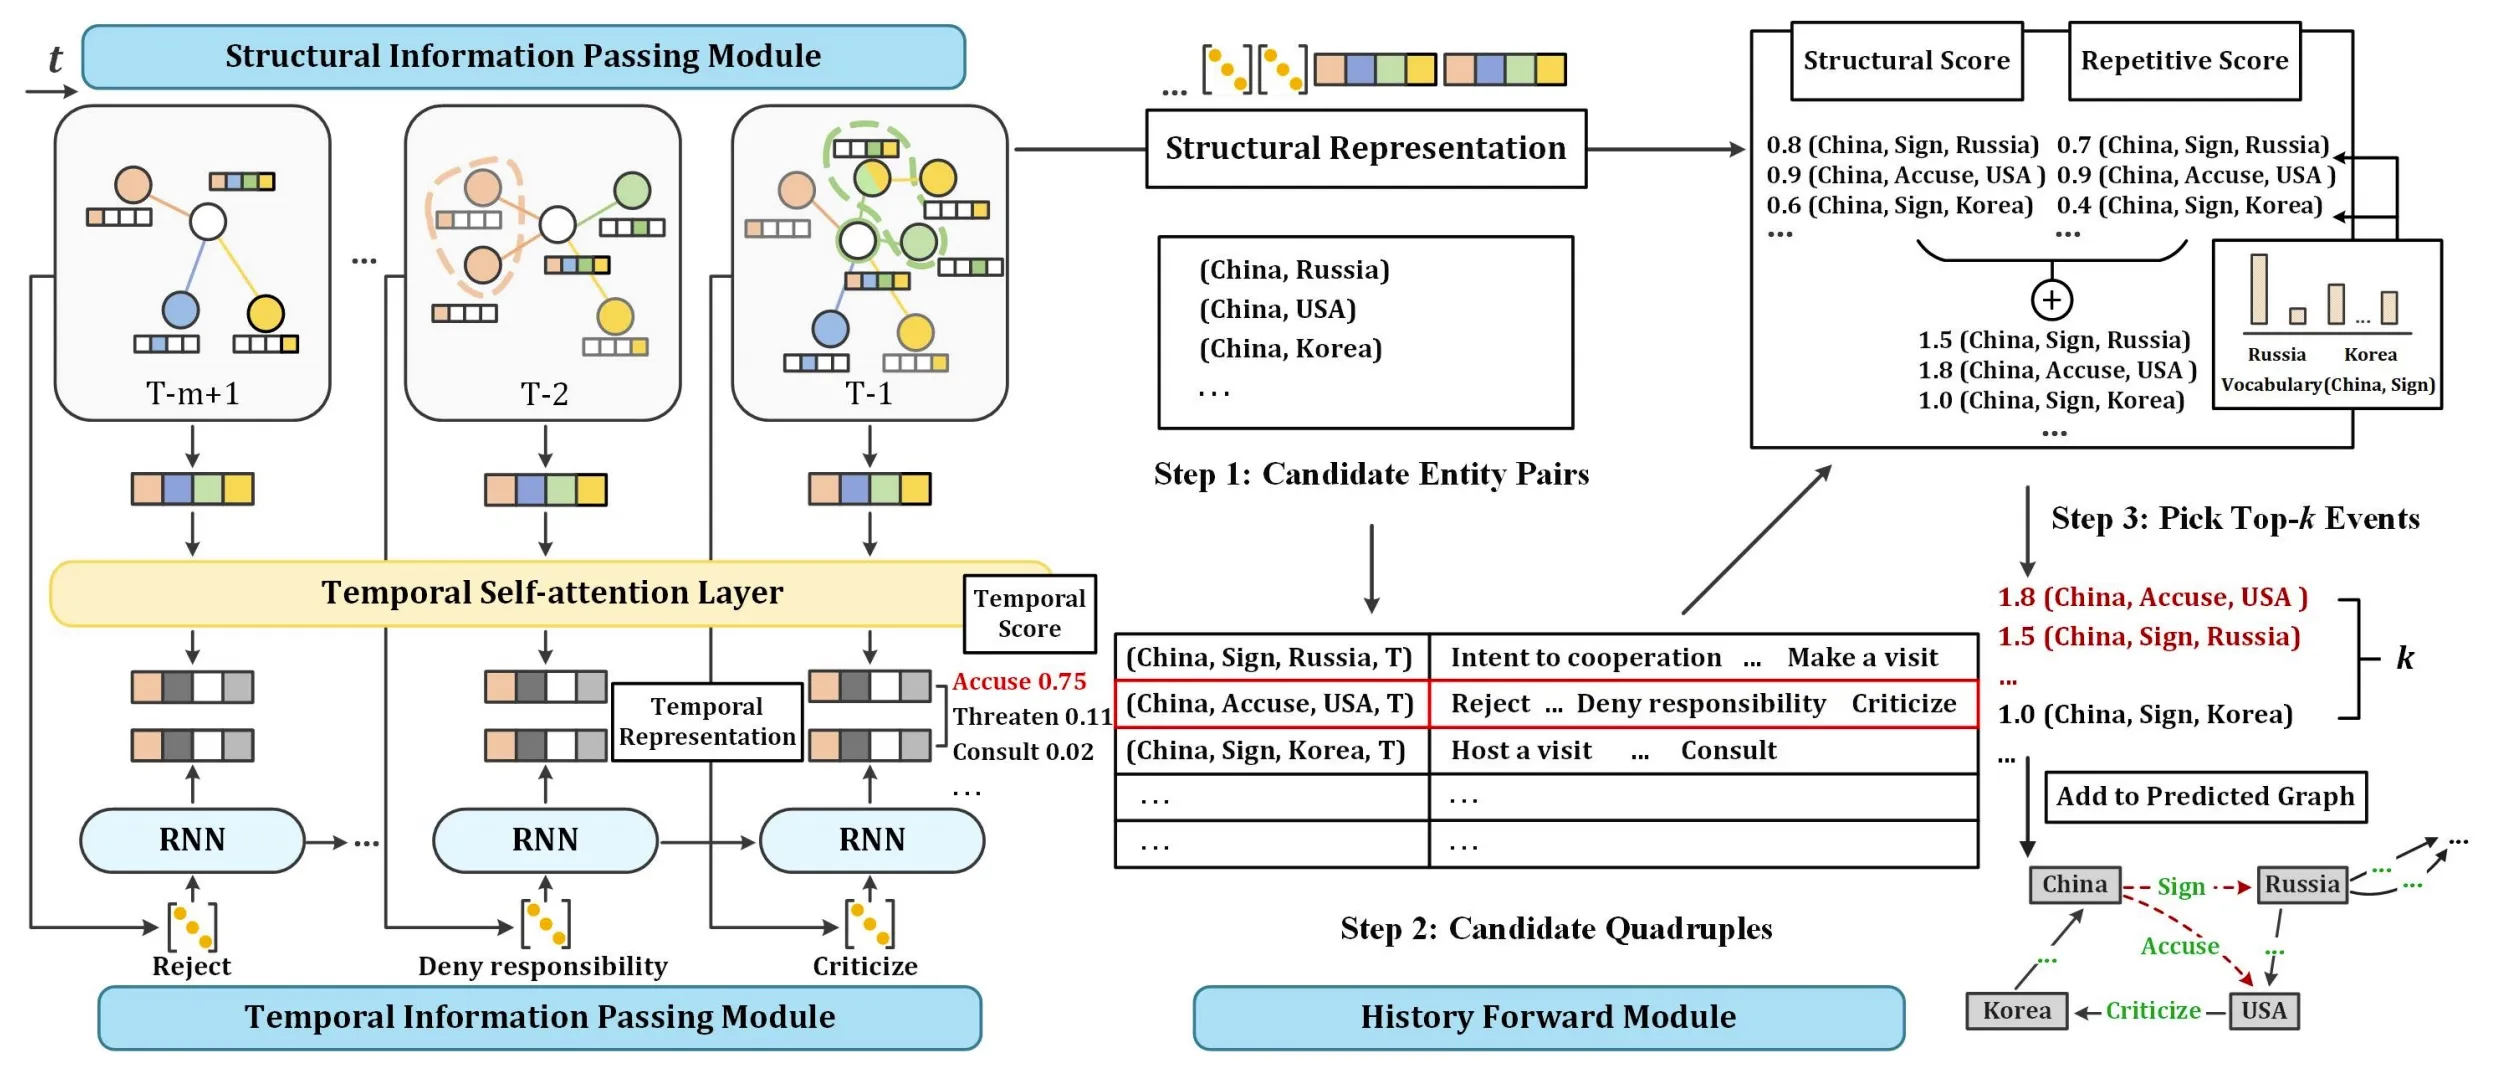 t
Structural Information Passing Module
T-m+1
...
T-2
T-1
Temporal Self-attention Layer
Temporal
Score
Accuse 0.75
Threaten 0.11
Consult 0.02
...
Temporal
Representation
RNN
...
RNN
RNN
Reject
Deny responsibility
Criticize
Temporal Information Passing Module
...
Structural Representation
(China, Russia)
(China, USA)
(China, Korea)
...
Step 1: Candidate Entity Pairs
(China, Sign, Russia, T) Intent to cooperation ... Make a visit
(China, Accuse, USA, T) Reject ... Deny responsibility Criticize
(China, Sign, Korea, T) Host a visit ... Consult
... ...
... ...
Step 2: Candidate Quadruples
History Forward Module
Structural Score
Repetitive Score
0.8 (China, Sign, Russia) 0.7 (China, Sign, Russia)
0.9 (China, Accuse, USA ) 0.9 (China, Accuse, USA )
0.6 (China, Sign, Korea) 0.4 (China, Sign, Korea)
... ...
+
1.5 (China, Sign, Russia)
1.8 (China, Accuse, USA )
1.0 (China, Sign, Korea)
...
...
Russia Korea
Vocabulary(China, Sign)
Step 3: Pick Top-k Events
1.8 (China, Accuse, USA )
1.5 (China, Sign, Russia)
...
1.0 (China, Sign, Korea)
...
k
Add to Predicted Graph
...
China Sign Russia ... ...
Accuse ...
...
Korea Criticize USA